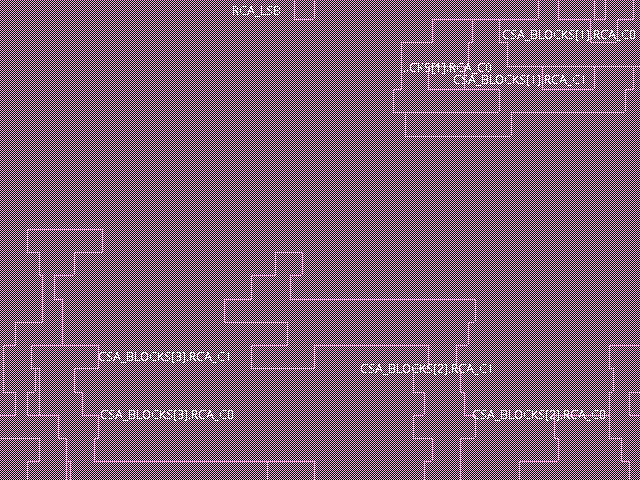 RCA_LSB
CSA_BLOCKS[1].RCA_C0
CSA_BLOCKS[1].RCA_C1
CSA_BLOCKS[3].RCA_C1
CSA_BLOCKS[2].RCA_C1
CSA_BLOCKS[3].RCA_C0
CSA_BLOCKS[2].RCA_C0